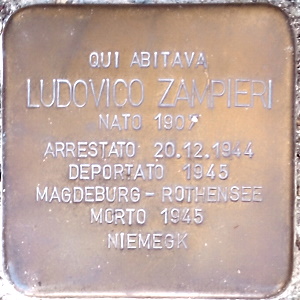 QUI ABITAVA
LUDOVICO ZAMPIERI
NATO
ARRESTATO 20.12.1944
DEPORTATO 1945
MAGDEBURG - ROTHENSEE
MORTO 1945
NIEMEGK